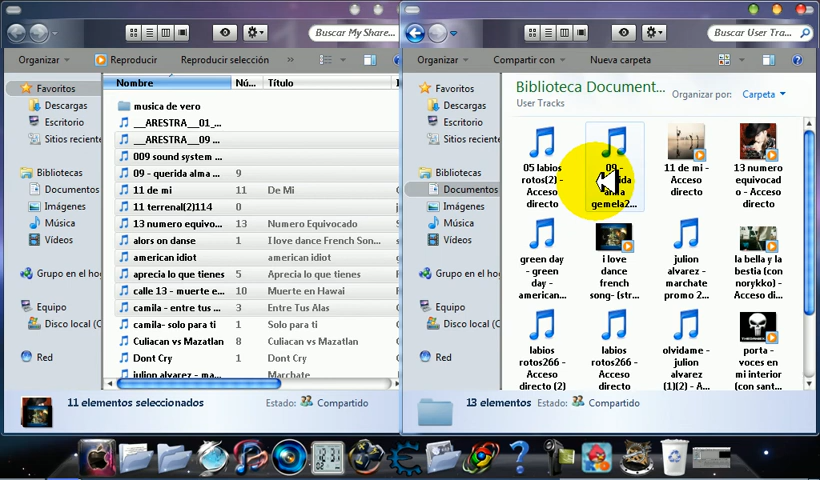 Buscar My Share...
Organizar
Reproducir
Reproducir selección
»
Favoritos
Descargas
Escritorio
Sitios reciente
Bibliotecas
Documentos
Imágenes
Música
Vídeos
Grupo en el hog
Equipo
Disco local (C
Red
Nombre Nú... Título
musica de vero
__ARESTRA__01_...
__ARESTRA__09 ...
009 sound system ...
09 - querida alma ... 9
11 de mi 11 De Mi
11 terrenal(2)114 0
13 numero equivo... 13 Numero Equivocado
alors on danse 1 I love dance French Son...
american idiot american idiot
aprecia lo que tienes 5 Aprecia lo que tienes
calle 13 - muerte e... 10 Muerte en Hawai
camila - entre tus ... 3 Entre Tus Alas
camila- solo para ti 1 Solo para ti
Culiacan vs Mazatlan 8 Culiacan vs Mazatlan
Dont Cry 1 Dont Cry
julion alvarez - ma... Marchate
11 elementos seleccionados
Estado:
Compartido
Buscar User Tra...
Organizar
Compartir con
Nueva carpeta
Favoritos
Descargas
Escritorio
Sitios reciente
Bibliotecas
Documentos
Imágenes
Música
Vídeos
Grupo en el hog
Equipo
Disco local (C
Red
Biblioteca Document...
User Tracks
Organizar por: Carpeta
05 labios
rotos(2) -
Acceso
directo
09 -
alma
gemela2...
11 de mi -
Acceso
directo
13 numero
equivocad
o - Acceso
directo
green day
- green
day -
american...
i love
dance
french
song- (str...
julion
alvarez -
marchate
promo 2...
la bella y
la bestia (con
norykko) -
Acceso di...
labios
rotos266 -
Acceso
directo (2)
labios
rotos266 -
Acceso
directo
olvidame -
julion
alvarez
(1)(2) - A...
porta -
voces en
mi interior
(con sant...
13 elementos
Estado:
Compartido
12:31